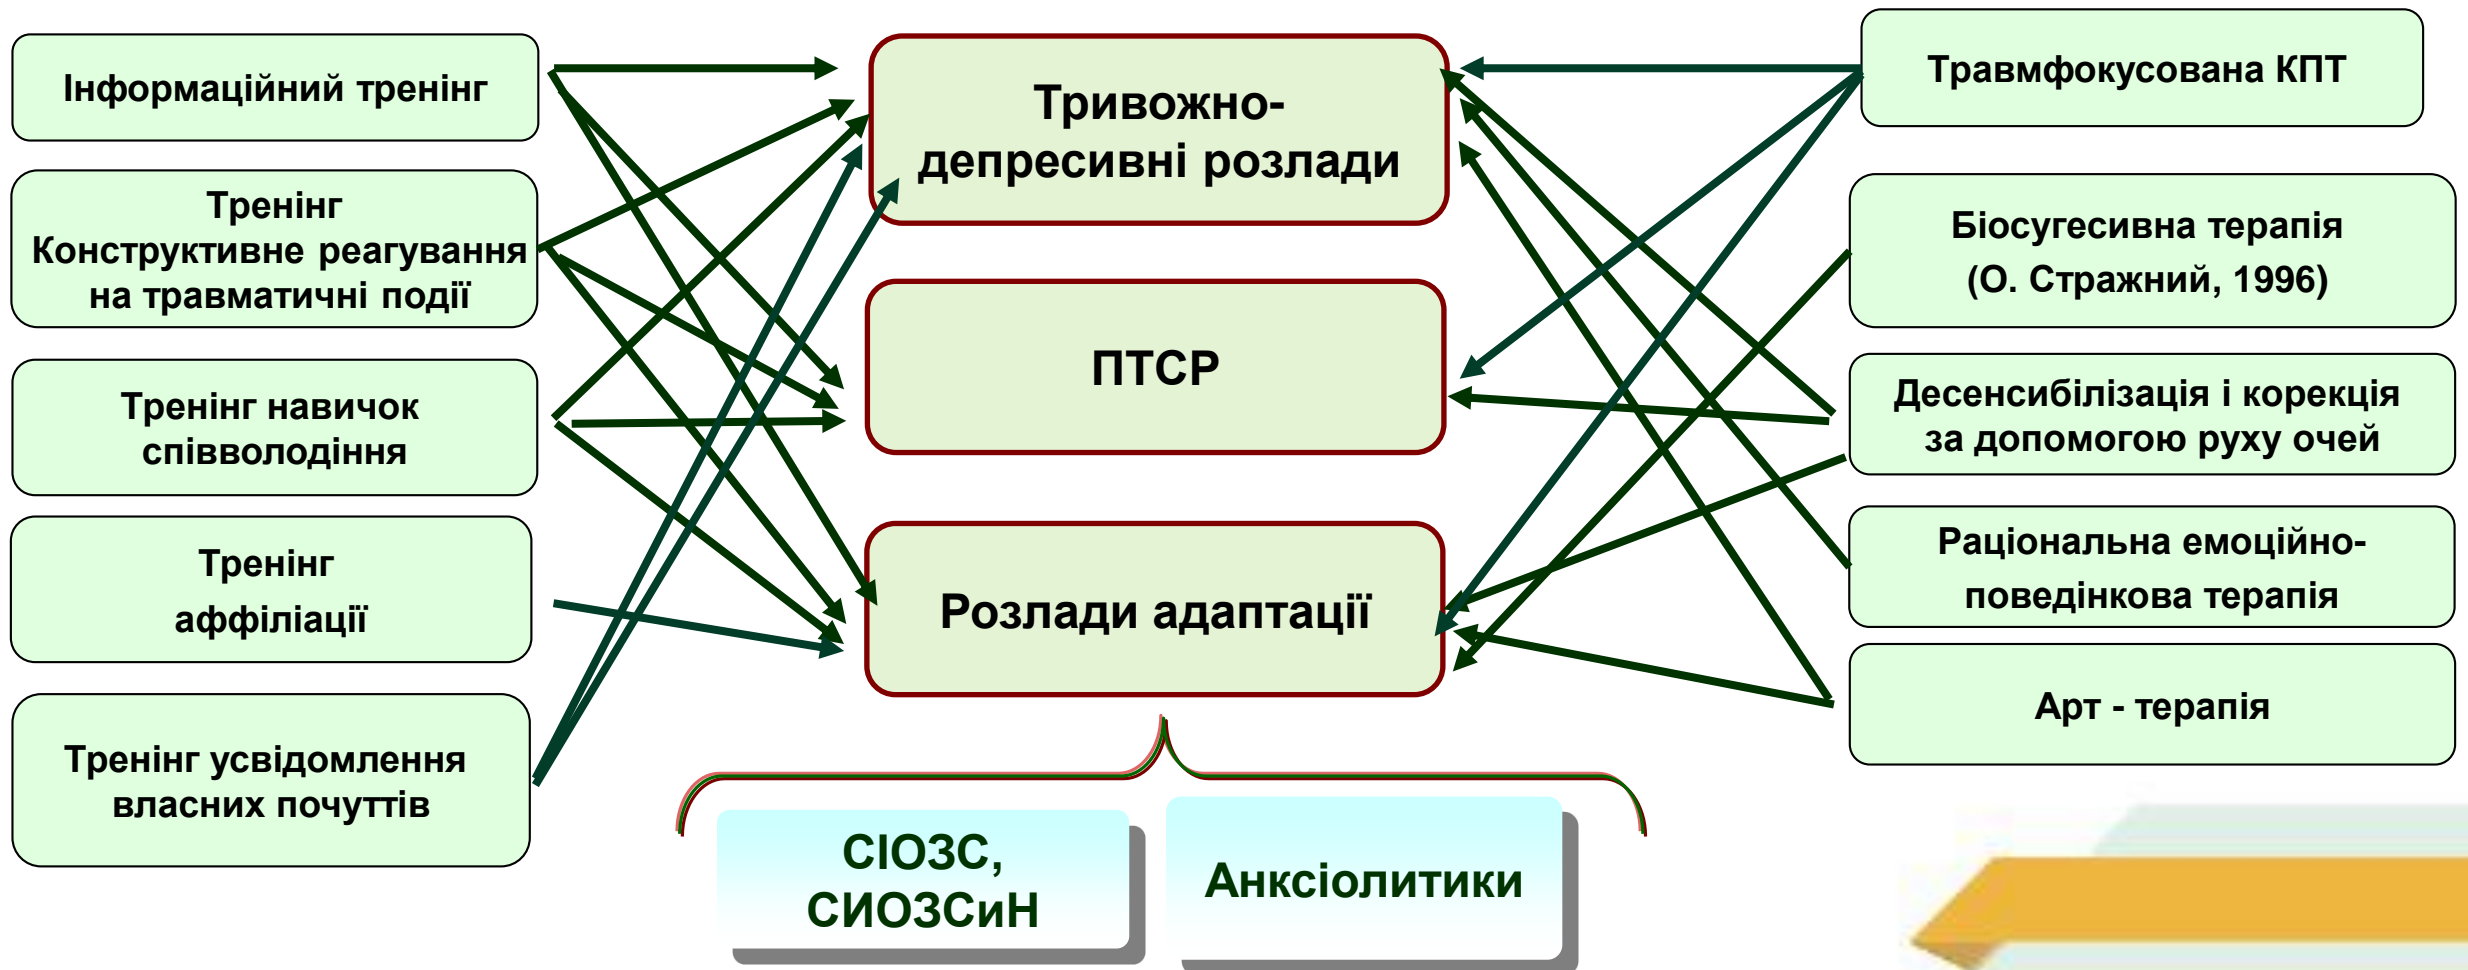 Інформаційний тренінг
Тренінг
Конструктивне реагування
на травматичні події
Тренінг навичок
співволодіння
Тренінг
аффіліації
Тренінг усвідомлення
власних почуттів
Тривожно-
депресивні розлади
ПТСР
Розлади адаптації
СІОЗС,
СИОЗСиН
Анксіолитики
Травмфокусована КПТ
Біосугесивна терапія
(О. Стражний, 1996)
Десенсибілізація і корекція
за допомогою руху очей
Раціональна емоційно-
поведінкова терапія
Арт - терапія